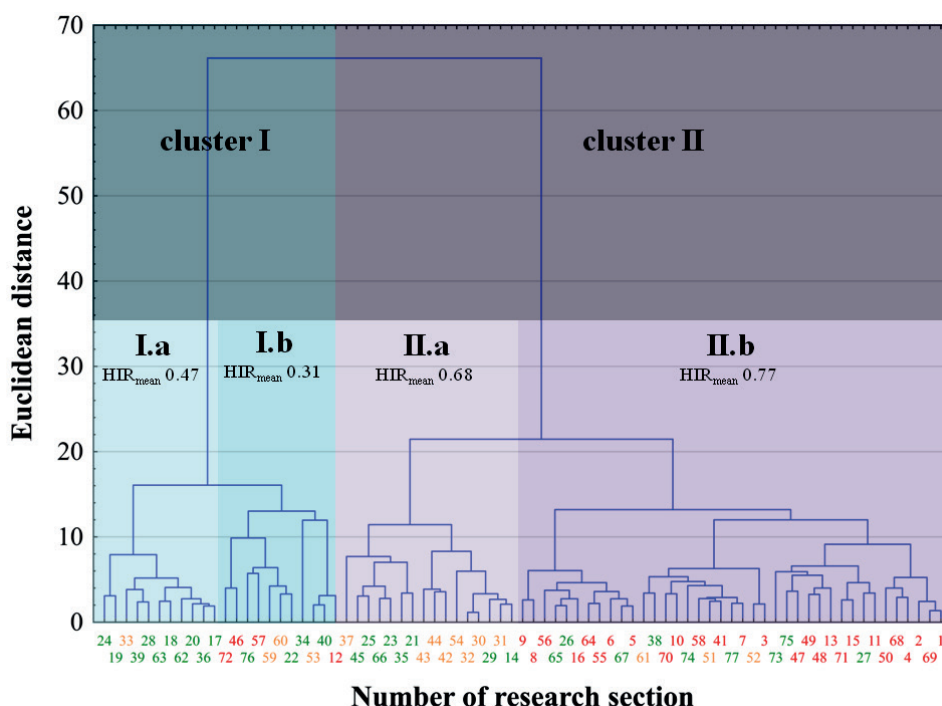 70
60
50
40
30
20
10
0
Euclidean distance
cluster I
cluster II
I.a
HIRmean 0.47
I.b
HIRmean 0.31
II.a
HIRmean 0.68
II.b
HIRmean 0.77
24 33 28 18 20 17 46 57 60 34 40 37 25 23 21 44 54 30 31 9 56 26 64 6 5 38 10 58 41 7 3 75 49 13 15 11 68 2 1
19 39 63 62 36 72 76 59 22 53 12 45 66 35 43 42 32 29 14 8 65 16 55 67 61 70 74 51 77 52 73 47 48 71 27 50 4 69
Number of research section